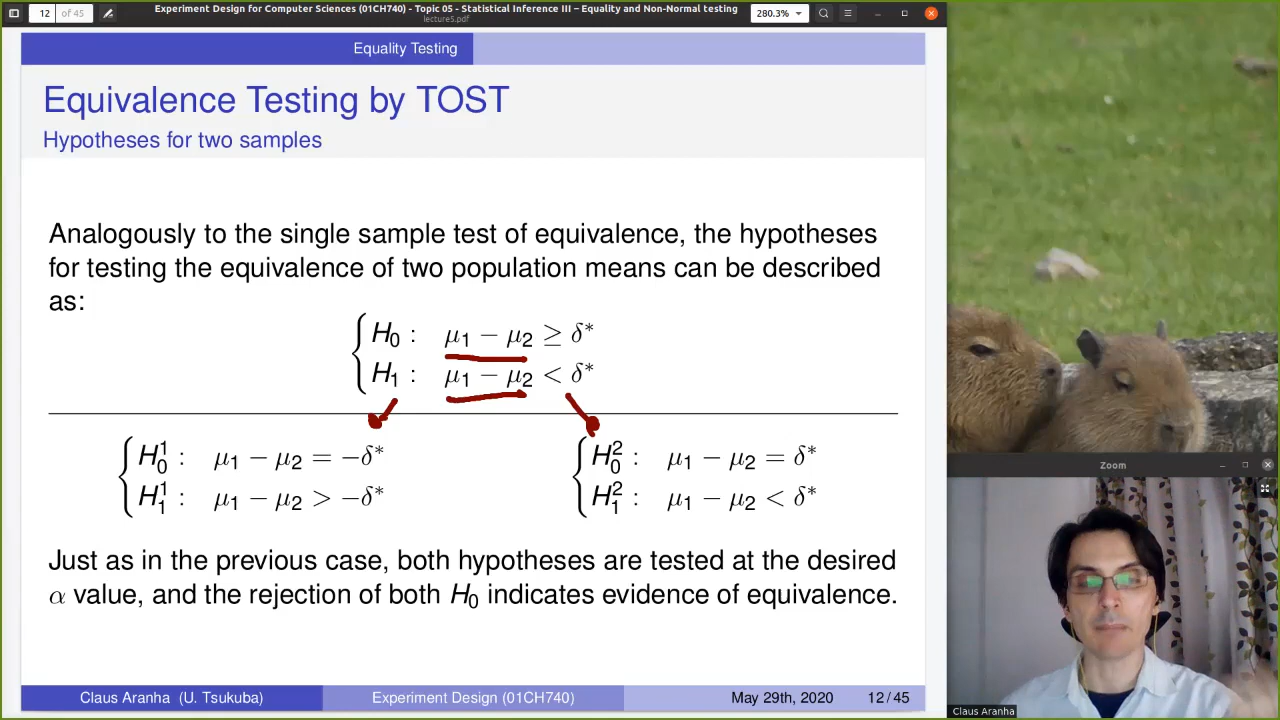 12 of 45
Experiment Design for Computer Sciences (01CH740) - Topic 05 - Statistical Inference III – Equality and Non-Normal testing
lecture5.pdf
280.3%
Equality Testing
Equivalence Testing by TOST
Hypotheses for two samples
Analogously to the single sample test of equivalence, the hypotheses
for testing the equivalence of two population means can be described
as:
H₀ : μ₁ − μ₂ ≥ δ*
H₁ : μ₁ − μ₂ < δ*
H₀¹ : μ₁ − μ₂ = −δ*
H₁¹ : μ₁ − μ₂ > −δ*
H₀² : μ₁ − μ₂ = δ*
H₁² : μ₁ − μ₂ < δ*
Just as in the previous case, both hypotheses are tested at the desired
α value, and the rejection of both H₀ indicates evidence of equivalence.
Claus Aranha (U. Tsukuba)
Experiment Design (01CH740)
May 29th, 2020
12 / 45
Zoom
Claus Aranha